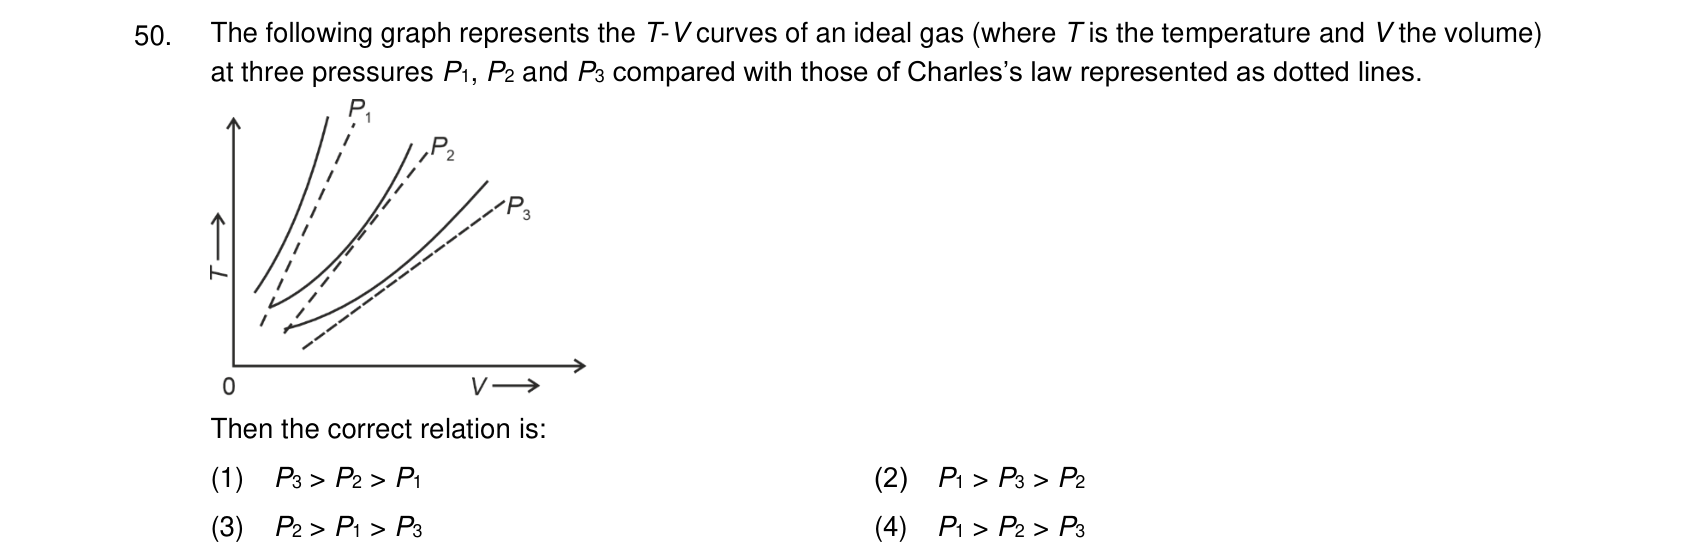 50. The following graph represents the T-V curves of an ideal gas (where T is the temperature and V the volume)
at three pressures P₁, P₂ and P₃ compared with those of Charles’s law represented as dotted lines.
P₁
P₂
P₃
T
0
V
Then the correct relation is:
(1) P₃ > P₂ > P₁
(2) P₁ > P₃ > P₂
(3) P₂ > P₁ > P₃
(4) P₁ > P₂ > P₃